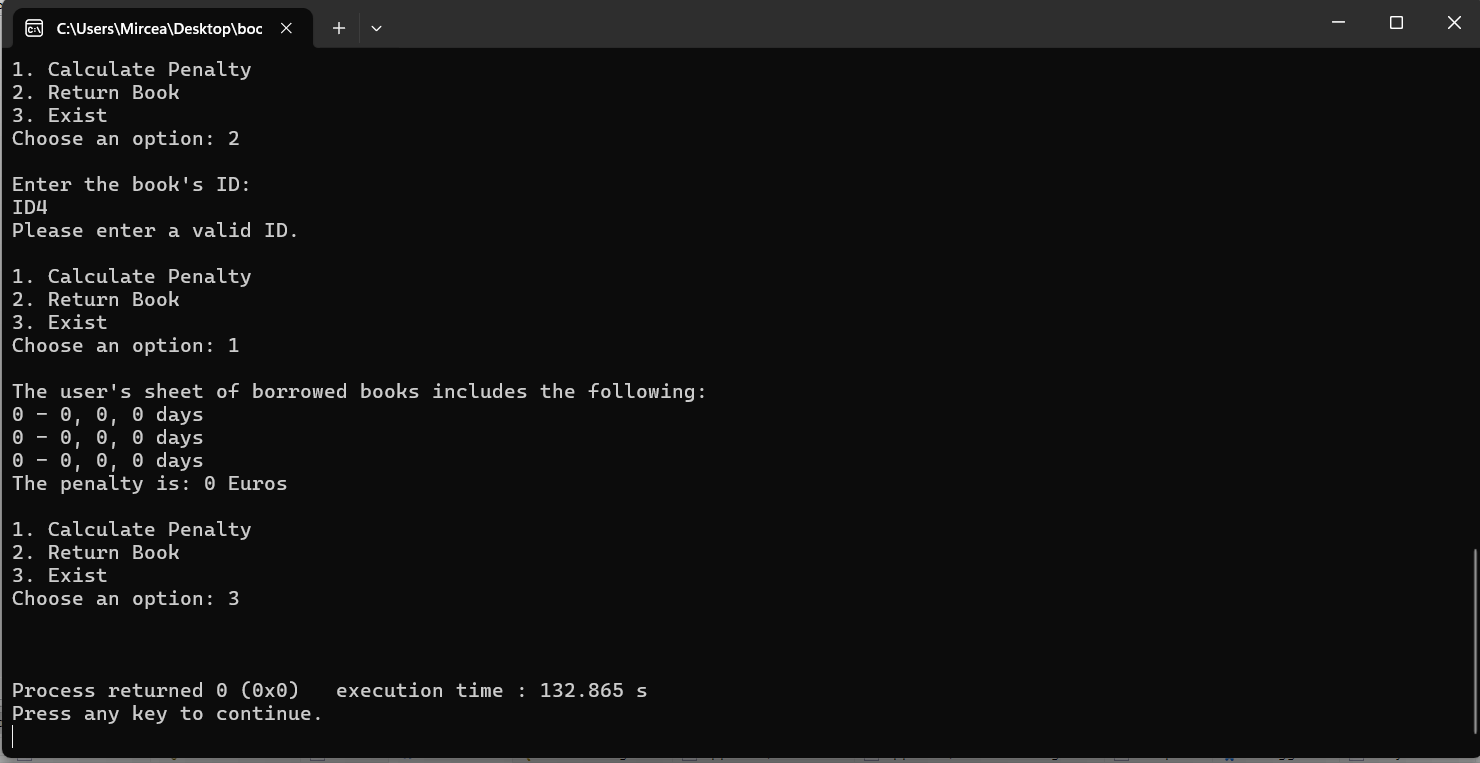 C:\Users\Mircea\Desktop\boc
1. Calculate Penalty
2. Return Book
3. Exist
Choose an option: 2
Enter the book's ID:
ID4
Please enter a valid ID.
1. Calculate Penalty
2. Return Book
3. Exist
Choose an option: 1
The user's sheet of borrowed books includes the following:
0 - 0, 0, 0 days
0 - 0, 0, 0 days
0 - 0, 0, 0 days
The penalty is: 0 Euros
1. Calculate Penalty
2. Return Book
3. Exist
Choose an option: 3
Process returned 0 (0x0)   execution time : 132.865 s
Press any key to continue.